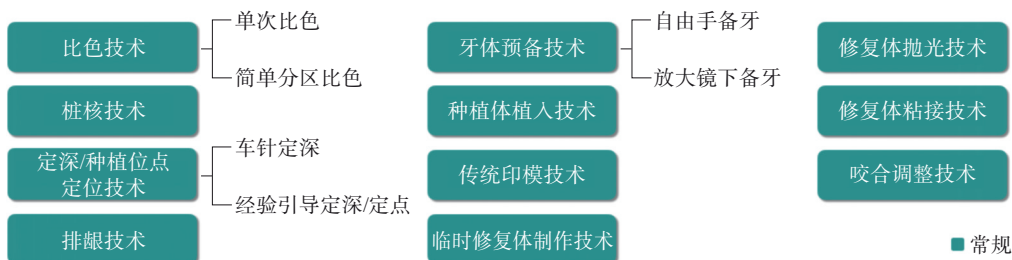 比色技术
单次比色
简单分区比色
桩核技术
定深/种植位点
定位技术
车针定深
经验引导定深/定点
排龈技术
牙体预备技术
自由手备牙
放大镜下备牙
种植体植入技术
传统印模技术
临时修复体制作技术
修复体抛光技术
修复体粘接技术
咬合调整技术
常规